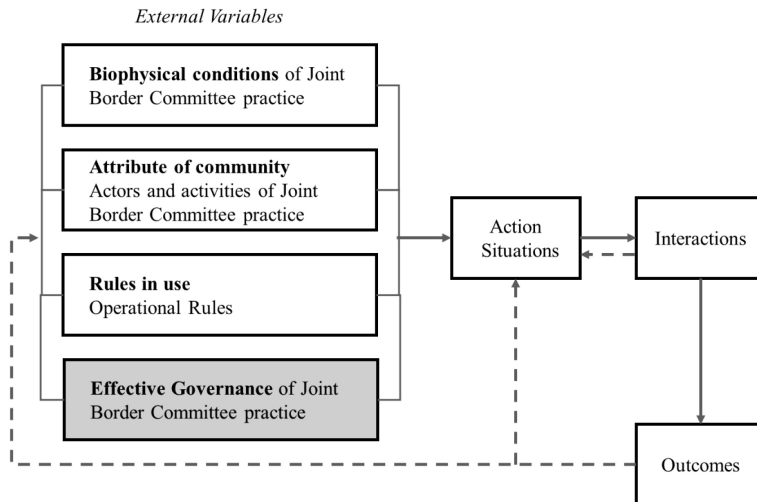 External Variables
Biophysical conditions of Joint
Border Committee practice
Attribute of community
Actors and activities of Joint
Border Committee practice
Rules in use
Operational Rules
Effective Governance of Joint
Border Committee practice
Action
Situations
Interactions
Outcomes